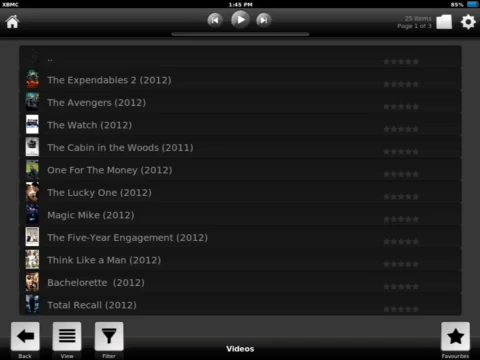 XBMC
1:45 PM
85%
25 Items
Page 1 of 3
..
The Expendables 2 (2012)
The Avengers (2012)
The Watch (2012)
The Cabin in the Woods (2011)
One For The Money (2012)
The Lucky One (2012)
Magic Mike (2012)
The Five-Year Engagement (2012)
Think Like a Man (2012)
Bachelorette  (2012)
Total Recall (2012)
Back
View
Filter
Videos
Favourites